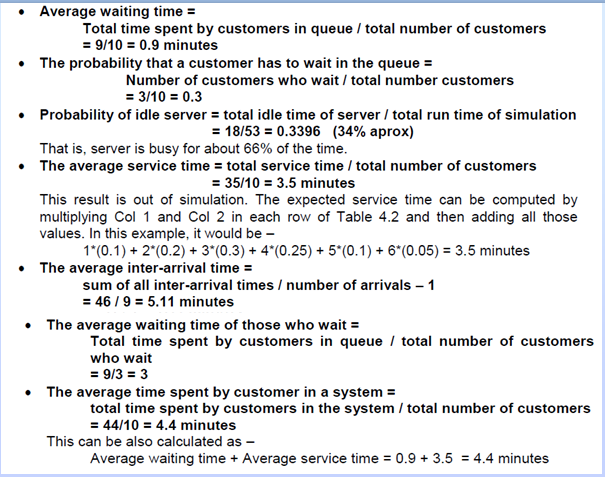 • Average waiting time =
Total time spent by customers in queue / total number of customers
= 9/10 = 0.9 minutes
• The probability that a customer has to wait in the queue =
Number of customers who wait / total number customers
= 3/10 = 0.3
• Probability of idle server = total idle time of server / total run time of simulation
= 18/53 = 0.3396 (34% aprox)
That is, server is busy for about 66% of the time.
• The average service time = total service time / total number of customers
= 35/10 = 3.5 minutes
This result is out of simulation. The expected service time can be computed by
multiplying Col 1 and Col 2 in each row of Table 4.2 and then adding all those
values. In this example, it would be –
1*(0.1) + 2*(0.2) + 3*(0.3) + 4*(0.25) + 5*(0.1) + 6*(0.05) = 3.5 minutes
• The average inter-arrival time =
sum of all inter-arrival times / number of arrivals – 1
= 46 / 9 = 5.11 minutes
• The average waiting time of those who wait =
Total time spent by customers in queue / total number of customers
who wait
= 9/3 = 3
• The average time spent by customer in a system =
total time spent by customers in the system / total number of customers
= 44/10 = 4.4 minutes
This can be also calculated as –
Average waiting time + Average service time = 0.9 + 3.5 = 4.4 minutes